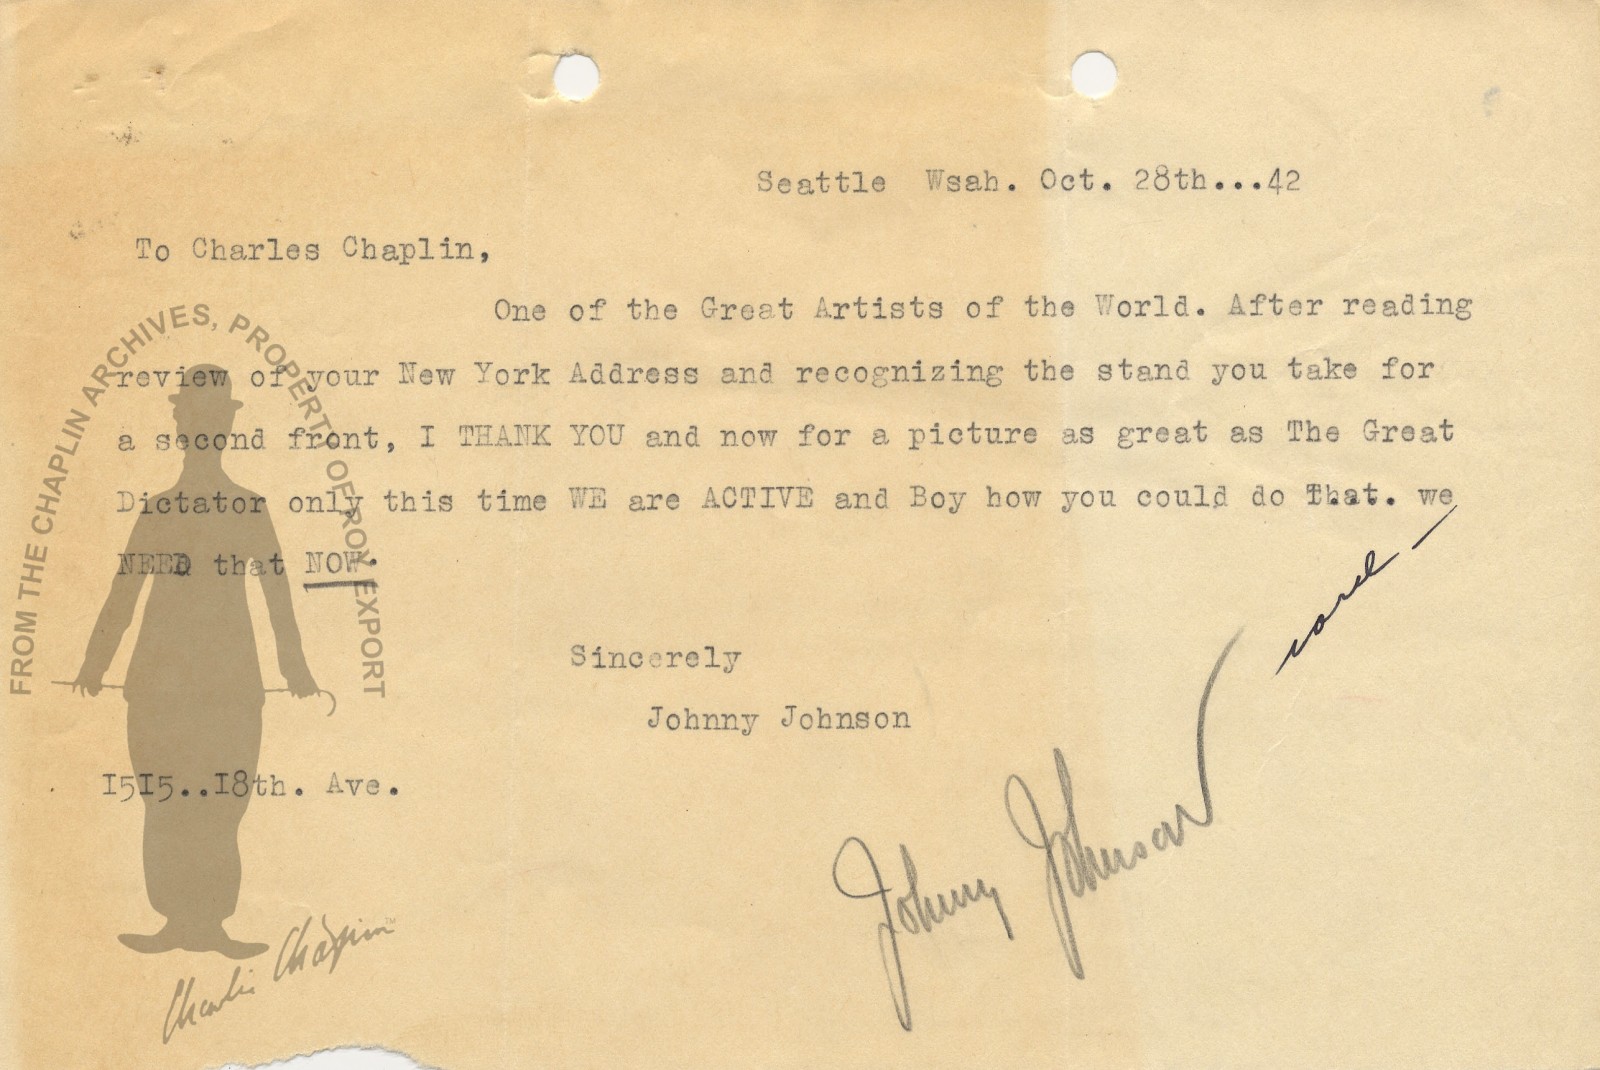 Seattle  Wsah. Oct. 28th...42
To Charles Chaplin,
One of the Great Artists of the World. After reading
review of your New York Address and recognizing the stand you take for
a second front, I THANK YOU and now for a picture as great as The Great
Dictator only this time WE are ACTIVE and Boy how you could do That. we
NEED that NOW.
Sincerely
Johnny Johnson
1515..18th. Ave.
Johnny Johnson
FROM THE CHAPLIN ARCHIVES, PROPERTY OF ROY EXPORT
Charlie Chaplin